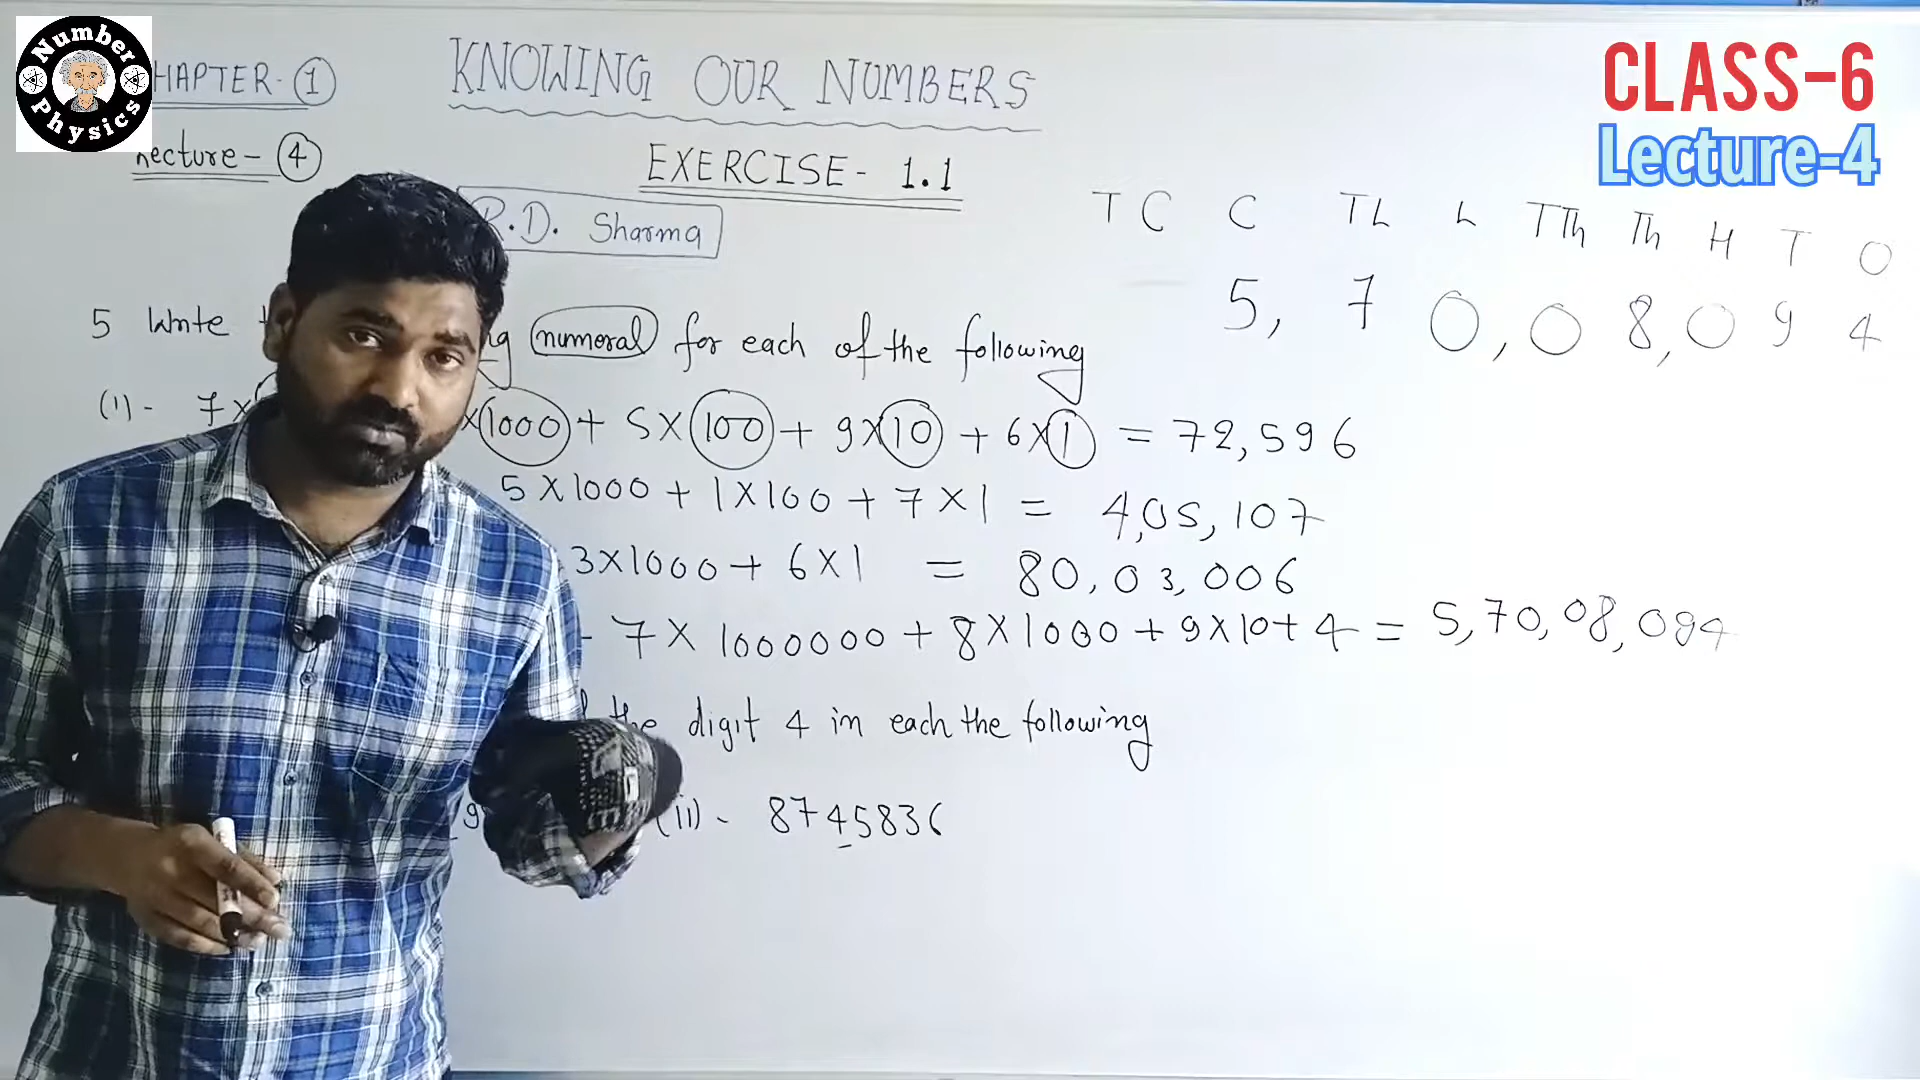 Number Physics
CHAPTER- 1
KNOWING OUR NUMBERS
CLASS-6
Lecture-4
Lecture- 4
EXERCISE- 1.1
R.D. Sharma
T C C TL L TTh Th H T O
5, 7 0, 0 8, 0 9 4
5 Write numeral for each of the following
(i)- 7× ×1000 + 5×100 + 9×10 + 6×1 = 72,596
5×1000 + 1×100 + 7×1 = 4,05,107
3×1000 + 6×1 = 80,03,006
7×1000000 + 8×1000 + 9×10+4 = 5,70,08,094
the digit 4 in each the following
9 (ii)- 8745836